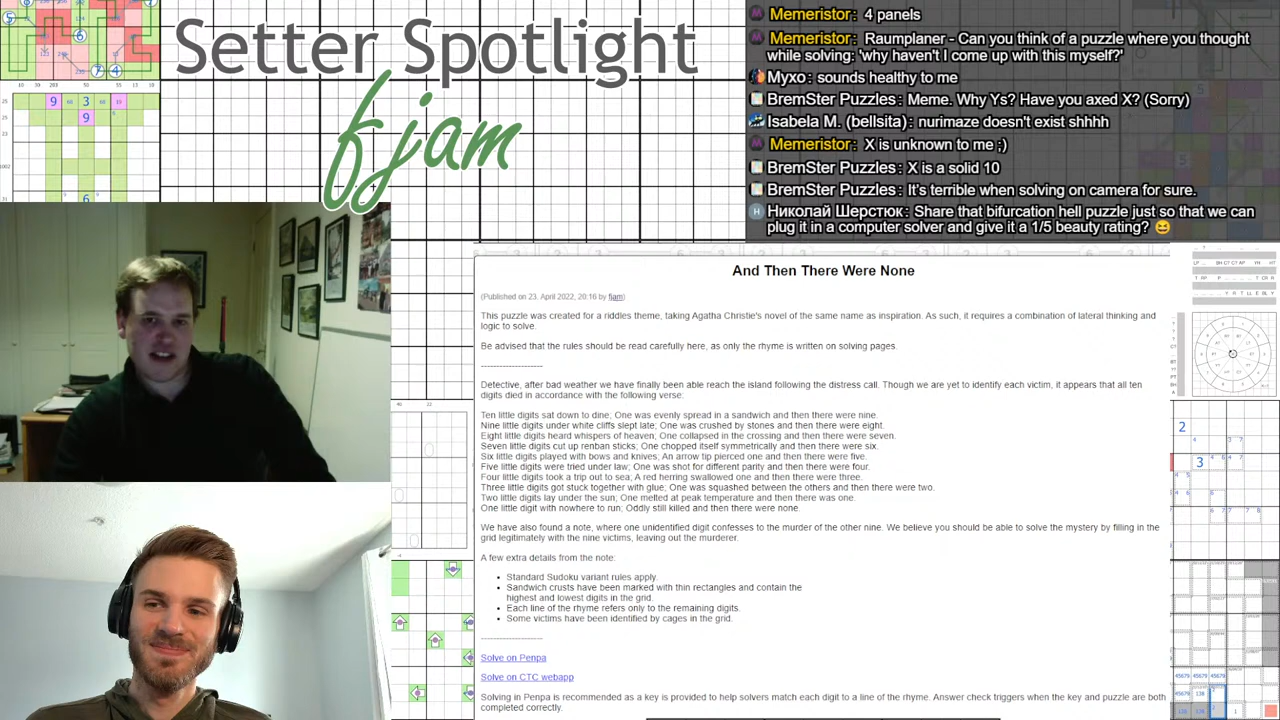 Setter Spotlight
fjam
Memeristor: 4 panels
Memeristor: Raumplaner - Can you think of a puzzle where you thought
while solving: 'why haven't I come up with this myself?'
Myxo: sounds healthy to me
BremSter Puzzles: Meme. Why Ys? Have you axed X? (Sorry)
Isabela M. (bellsita): nurimaze doesn't exist shhhh
Memeristor: X is unknown to me ;)
BremSter Puzzles: X is a solid 10
BremSter Puzzles: It's terrible when solving on camera for sure.
Николай Шерстюк: Share that bifurcation hell puzzle just so that we can
plug it in a computer solver and give it a 1/5 beauty rating? 😆
And Then There Were None
(Published on 23. April 2022, 20:16 by fjam)
This puzzle was created for a riddles theme, taking Agatha Christie's novel of the same name as inspiration. As such, it requires a combination of lateral thinking and
logic to solve.
Be advised that the rules should be read carefully here, as only the rhyme is written on solving pages.
--------------------
Detective, after bad weather we have finally been able reach the island following the distress call. Though we are yet to identify each victim, it appears that all ten
digits died in accordance with the following verse:
Ten little digits sat down to dine; One was evenly spread in a sandwich and then there were nine.
Nine little digits under white cliffs slept late; One was crushed by stones and then there were eight.
Eight little digits heard whispers of heaven; One collapsed in the crossing and then there were seven.
Seven little digits cut up renban sticks; One chopped itself symmetrically and then there were six.
Six little digits played with bows and knives; An arrow tip pierced one and then there were five.
Five little digits were tried under law; One was shot for different parity and then there were four.
Four little digits took a trip out to sea; A red herring swallowed one and then there were three.
Three little digits got stuck together with glue; One was squashed between the others and then there were two.
Two little digits lay under the sun; One melted at peak temperature and then there was one.
One little digit with nowhere to run; Oddly still killed and then there were none.
We have also found a note, where one unidentified digit confesses to the murder of the other nine. We believe you should be able to solve the mystery by filling in the
grid legitimately with the nine victims, leaving out the murderer.
A few extra details from the note:
• Standard Sudoku variant rules apply.
• Sandwich crusts have been marked with thin rectangles and contain the
highest and lowest digits in the grid.
• Each line of the rhyme refers only to the remaining digits.
• Some victims have been identified by cages in the grid.
--------------------
Solve on Penpa
Solve on CTC webapp
Solving in Penpa is recommended as a key is provided to help solvers match each digit to a line of the rhyme. Answer check triggers when the key and puzzle are both
completed correctly.